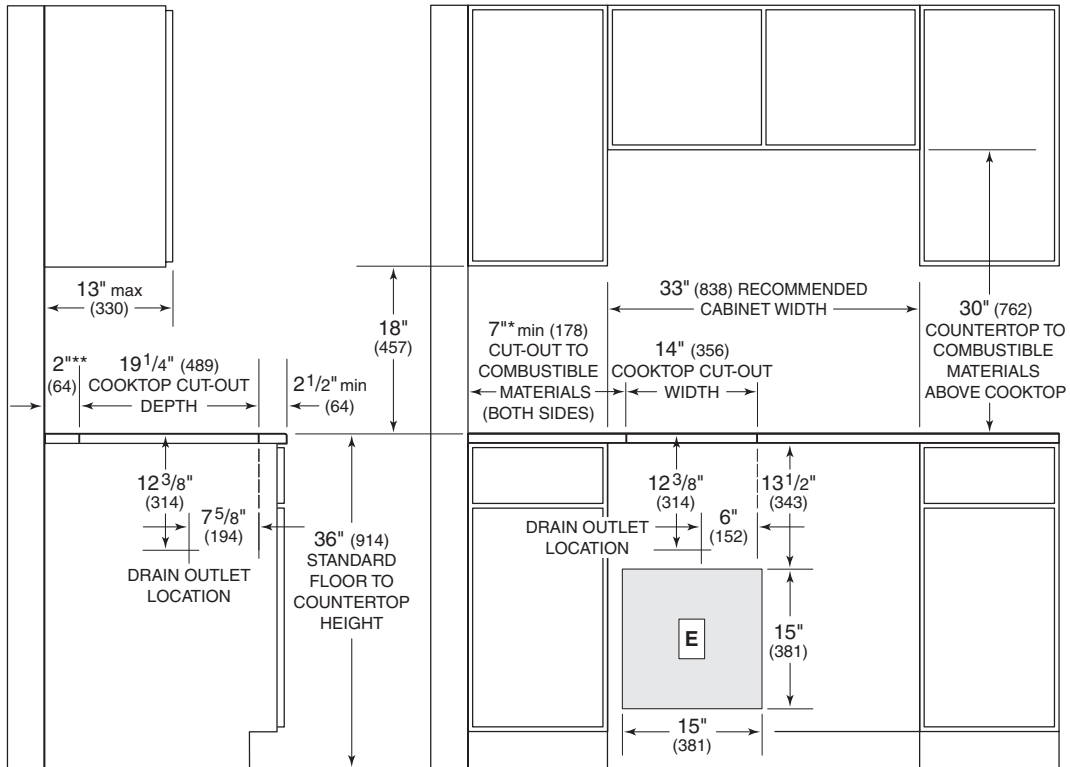 13" max
(330)
2"**
(64)
19 1/4" (489)
COOKTOP CUT-OUT
DEPTH
2 1/2" min
(64)
12 3/8"
(314)
7 5/8"
(194)
DRAIN OUTLET
LOCATION
36" (914)
STANDARD
FLOOR TO
COUNTERTOP
HEIGHT
18"
(457)
33" (838) RECOMMENDED
CABINET WIDTH
7"* min (178)
CUT-OUT TO
COMBUSTIBLE
MATERIALS
(BOTH SIDES)
14" (356)
COOKTOP CUT-OUT
WIDTH
30" (762)
COUNTERTOP TO
COMBUSTIBLE
MATERIALS
ABOVE COOKTOP
12 3/8"
(314)
13 1/2"
(343)
6"
(152)
DRAIN OUTLET
LOCATION
E
15"
(381)
15"
(381)